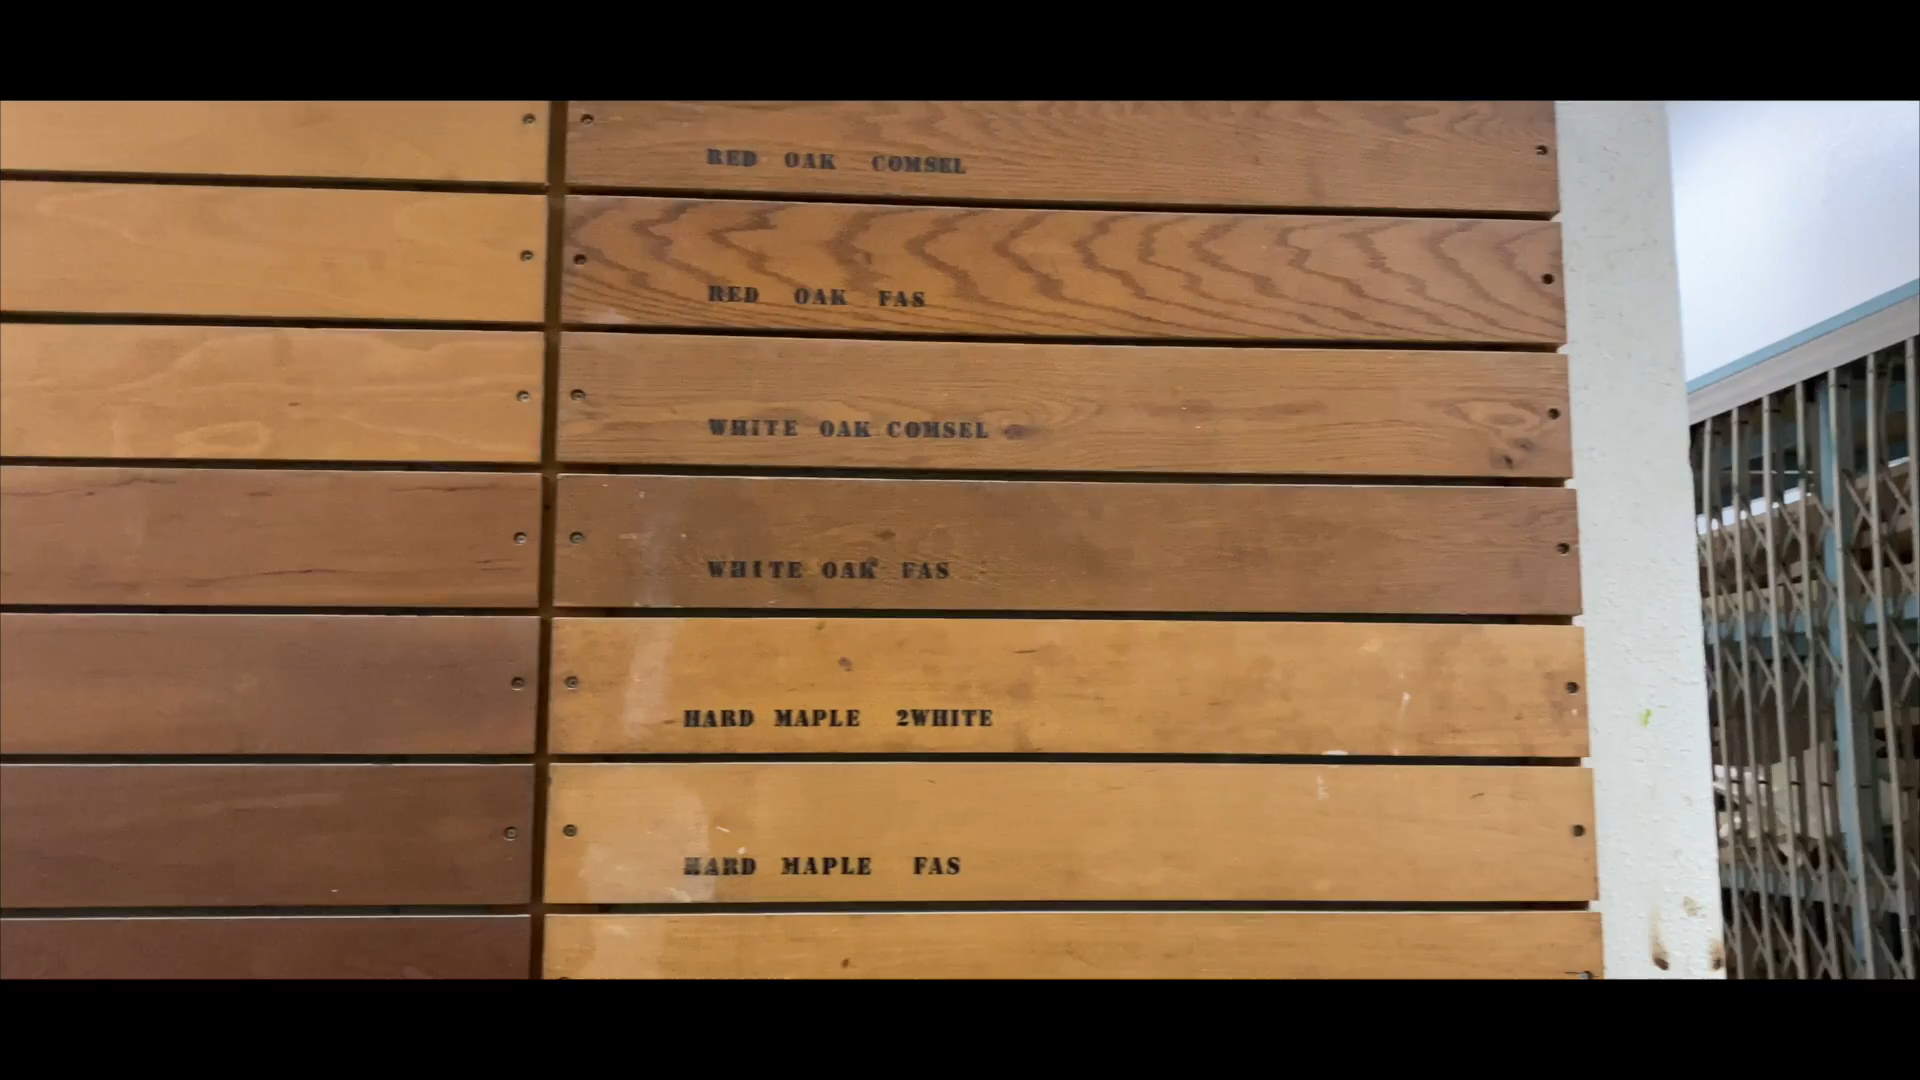 RED OAK COMSEL
RED OAK FAS
WHITE OAK COMSEL
WHITE OAK FAS
HARD MAPLE 2WHITE
HARD MAPLE FAS